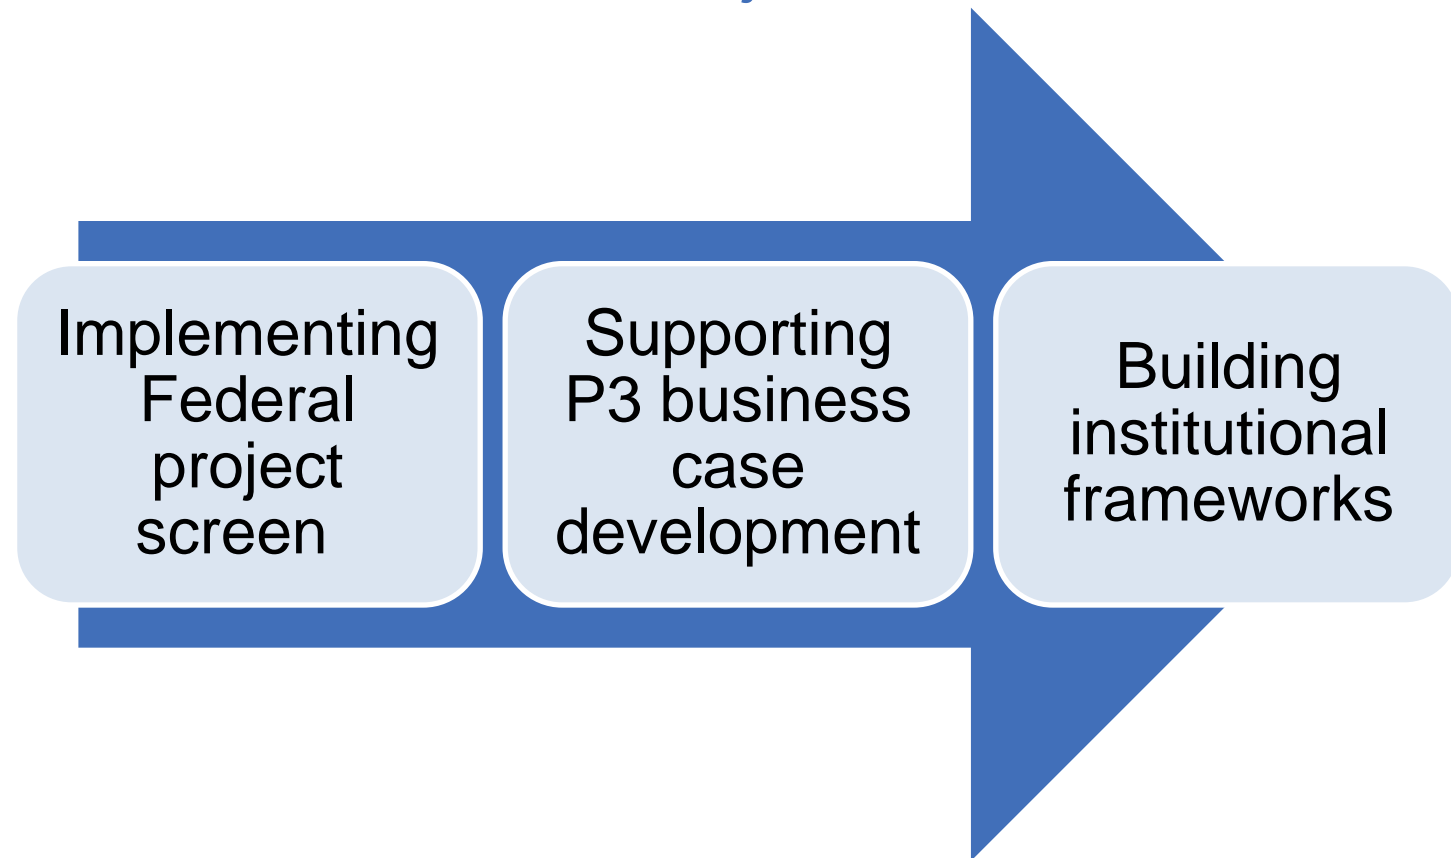 Implementing
Federal
project
screen
Supporting
P3 business
case
development
Building
institutional
frameworks